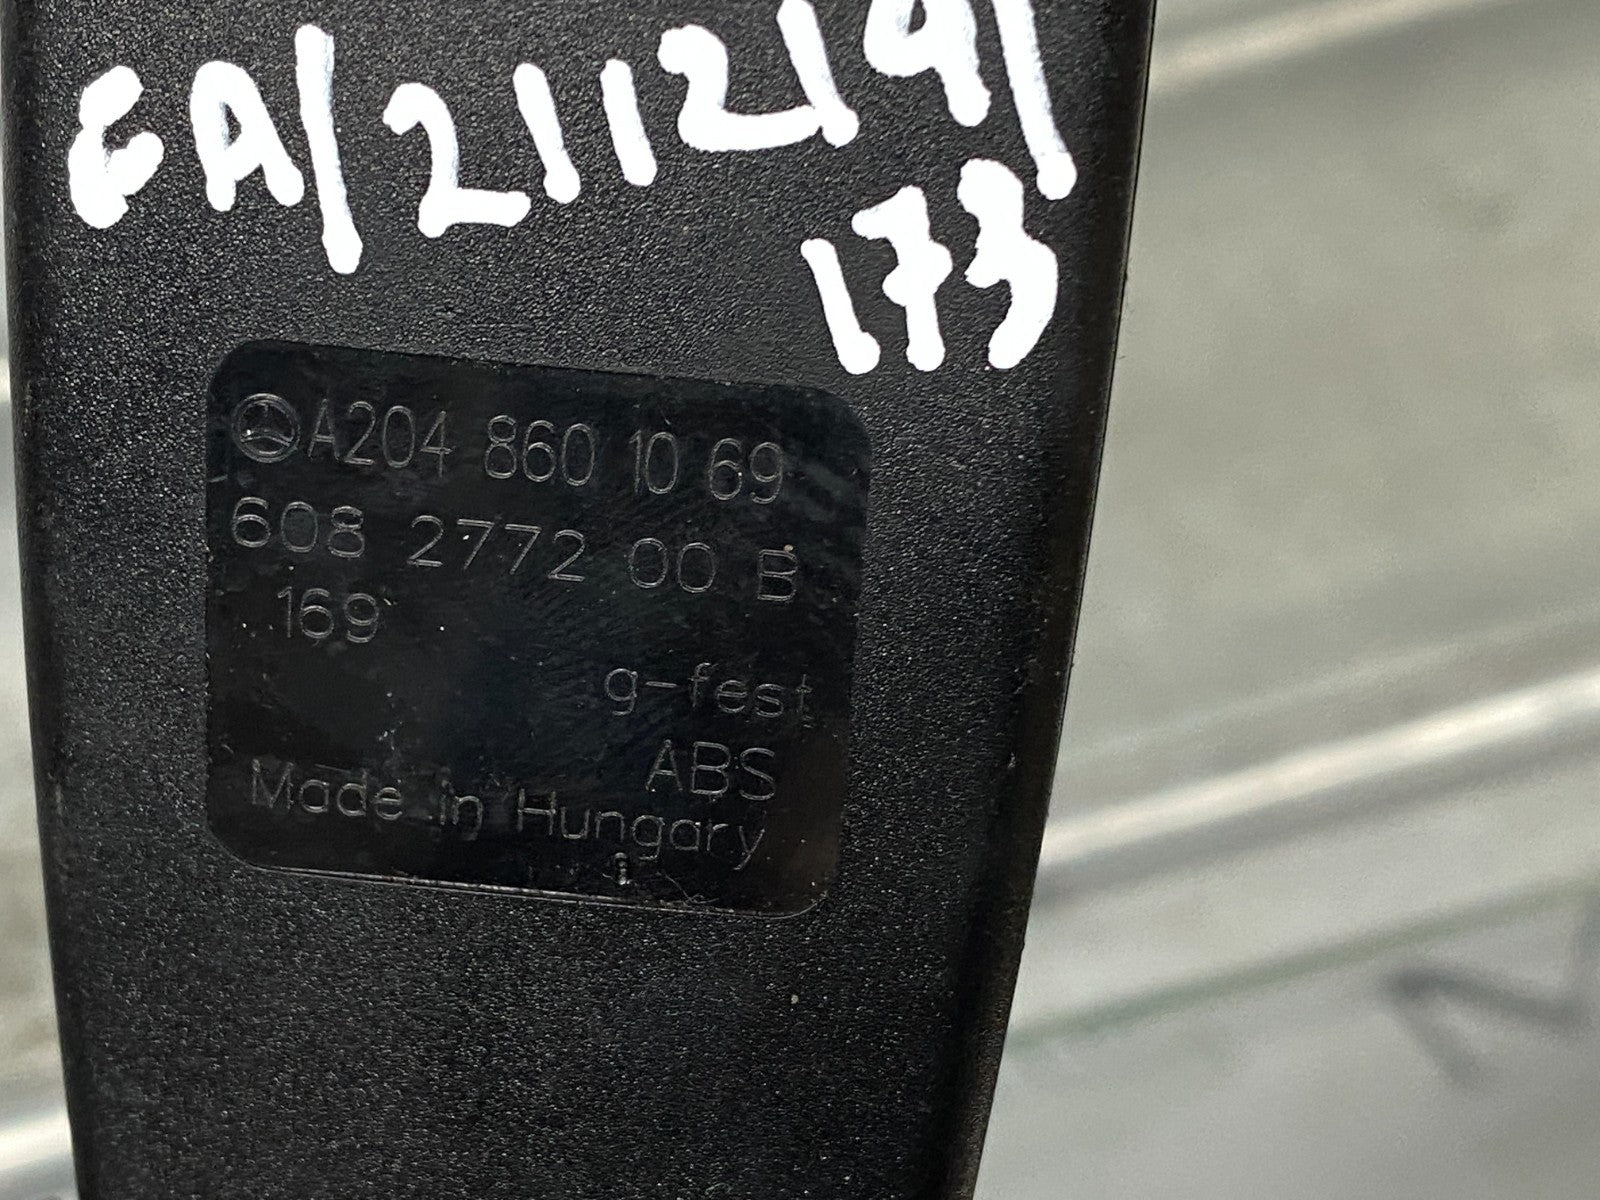 EA/2112191
173
A204 860 10 69
608 2772 00 B
169
g-fest
ABS
Made in Hungary